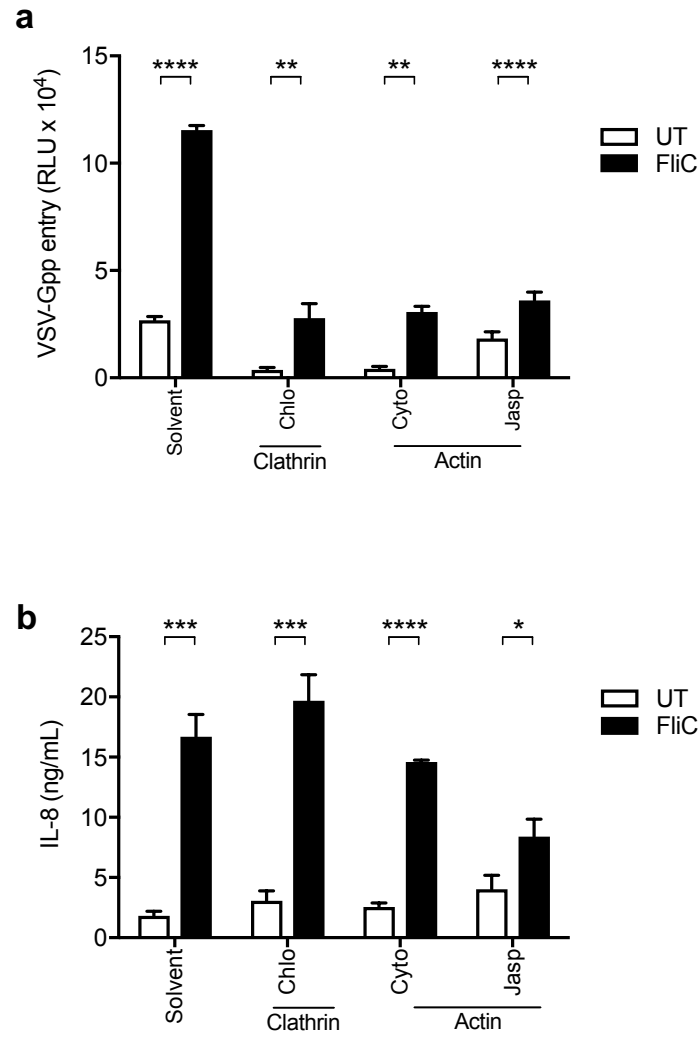 a
VSV-Gpp entry (RLU x 10⁴)
15
10
5
0
****
**
**
****
UT
FliC
Solvent
Chlo
Cyto
Jasp
Clathrin
Actin
b
IL-8 (ng/mL)
25
20
15
10
5
0
***
***
****
*
UT
FliC
Solvent
Chlo
Cyto
Jasp
Clathrin
Actin